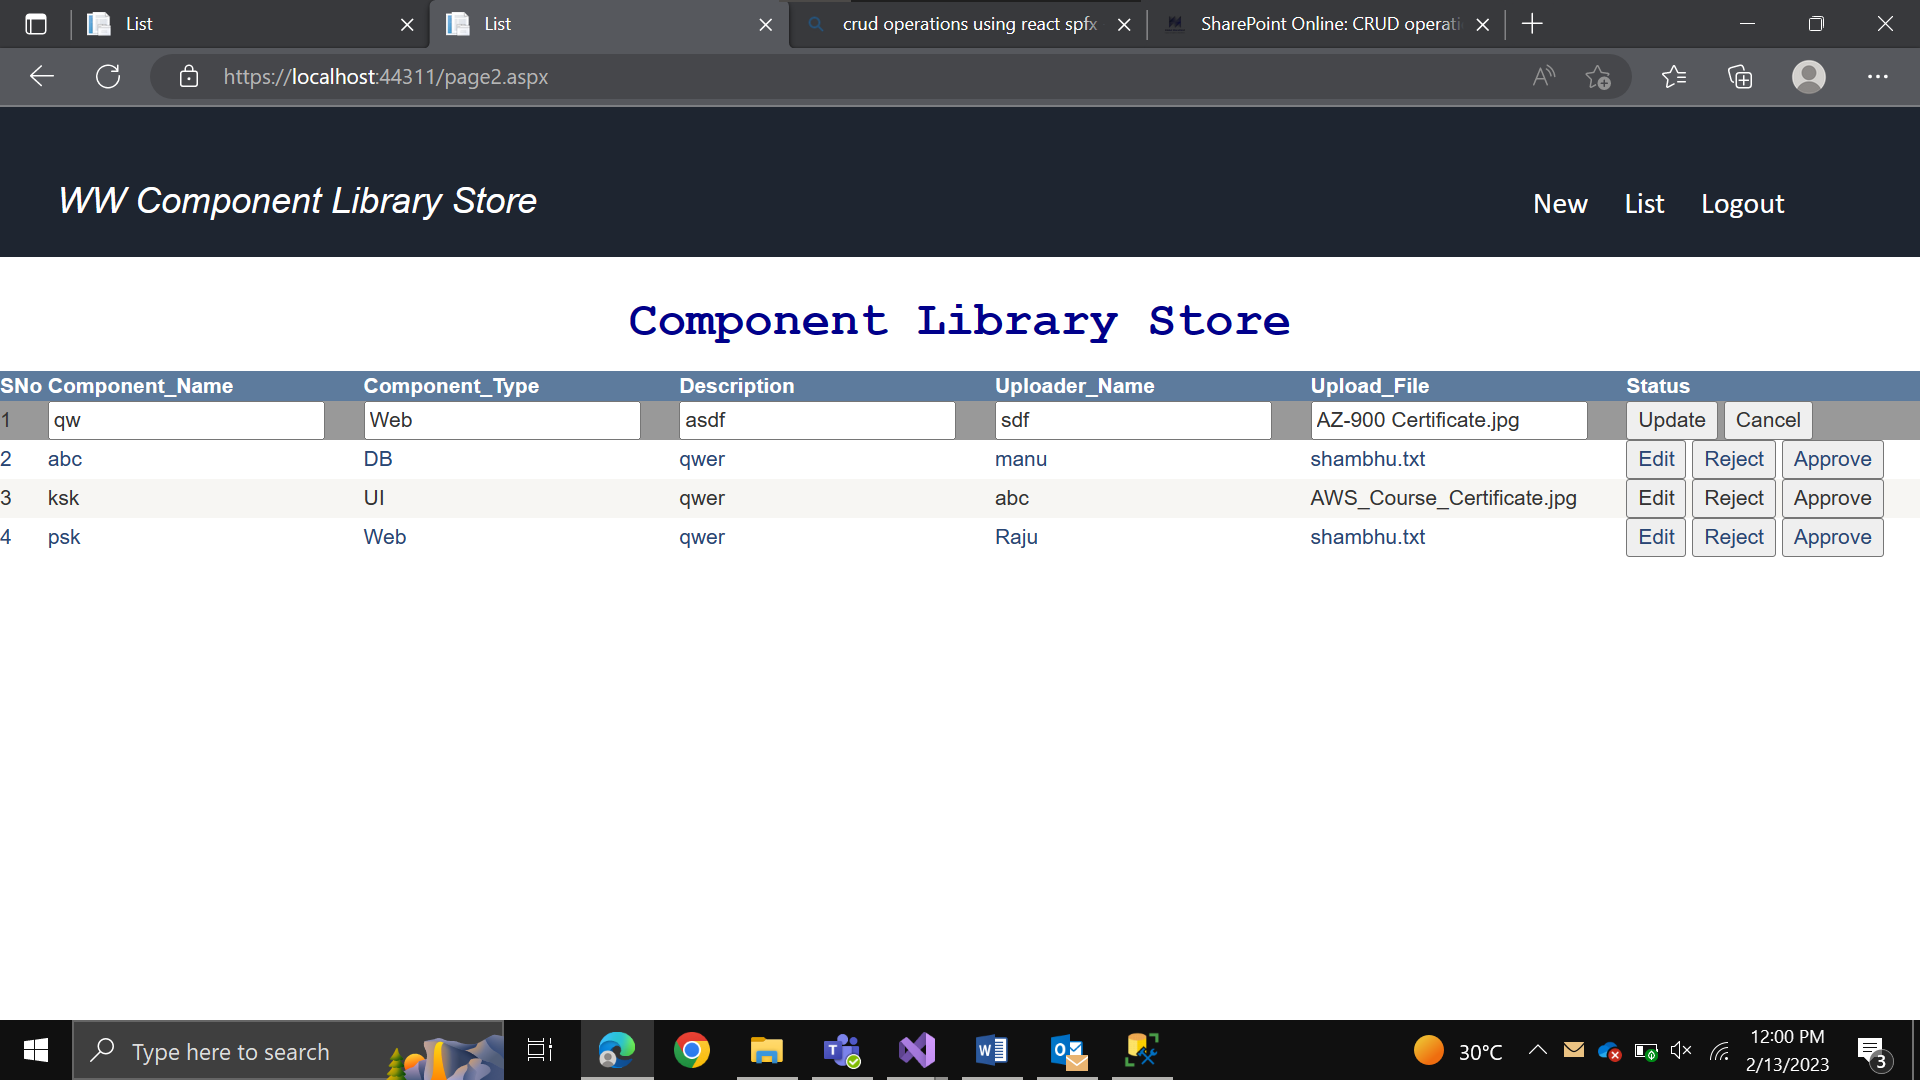 List
List
crud operations using react spfx
SharePoint Online: CRUD operati
https://localhost:44311/page2.aspx
WW Component Library Store
New List Logout
Component Library Store
SNo Component_Name Component_Type Description Uploader_Name Upload_File Status
1 qw Web asdf sdf AZ-900 Certificate.jpg Update Cancel
2 abc DB qwer manu shambhu.txt Edit Reject Approve
3 ksk UI qwer abc AWS_Course_Certificate.jpg Edit Reject Approve
4 psk Web qwer Raju shambhu.txt Edit Reject Approve
Type here to search
30°C
12:00 PM
2/13/2023
3